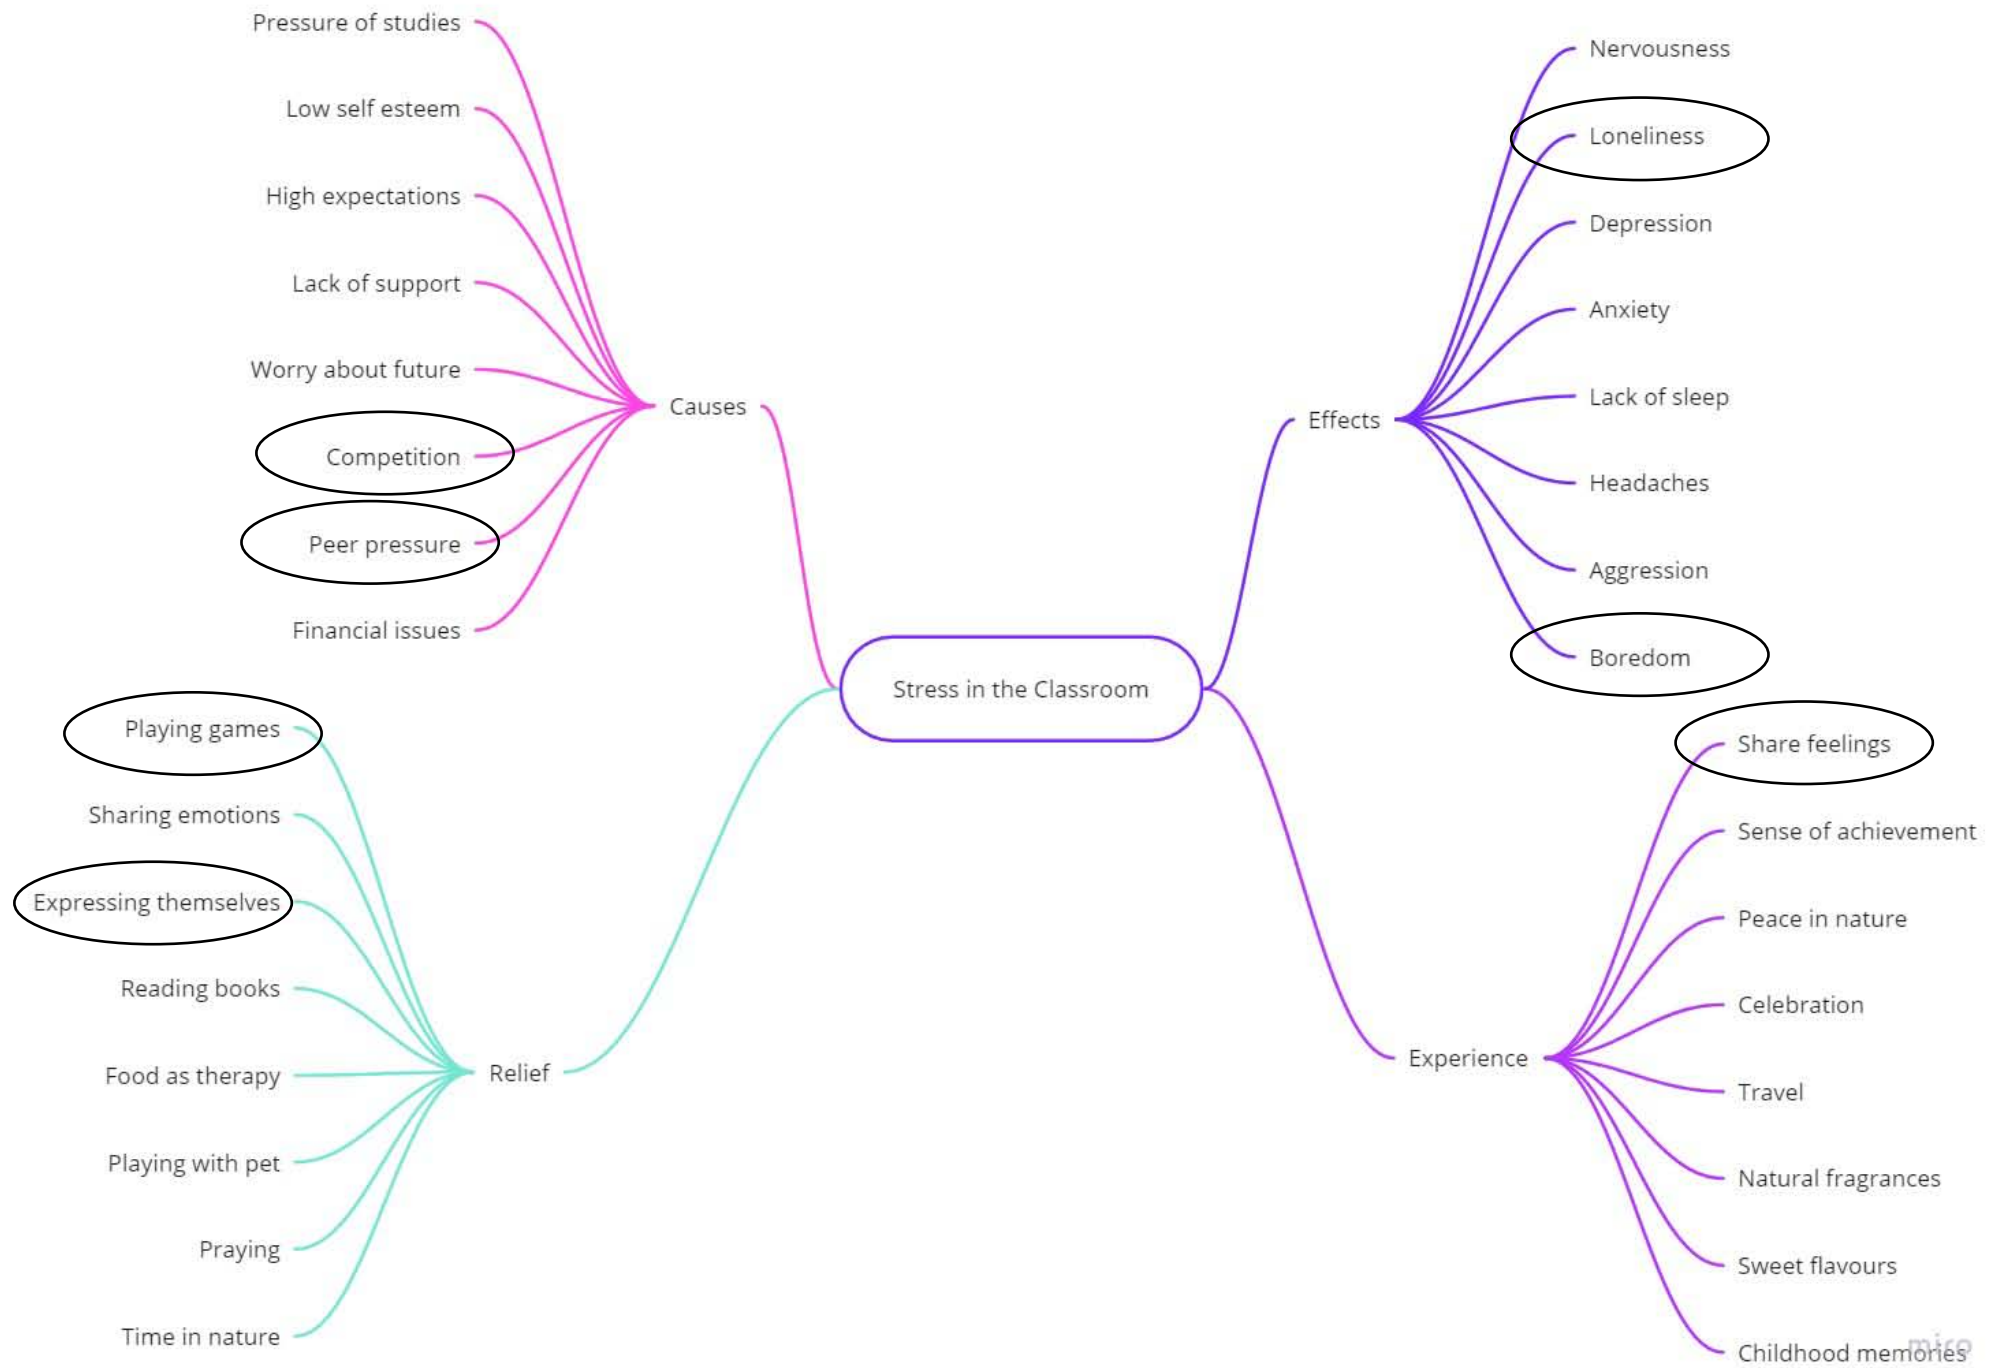 Pressure of studies
Low self esteem
High expectations
Lack of support
Worry about future
Competition
Peer pressure
Financial issues
Causes
Nervousness
Loneliness
Depression
Anxiety
Lack of sleep
Headaches
Aggression
Boredom
Effects
Stress in the Classroom
Playing games
Sharing emotions
Expressing themselves
Reading books
Food as therapy
Playing with pet
Praying
Time in nature
Relief
Share feelings
Sense of achievement
Peace in nature
Celebration
Travel
Natural fragrances
Sweet flavours
Childhood memories
Experience
miro